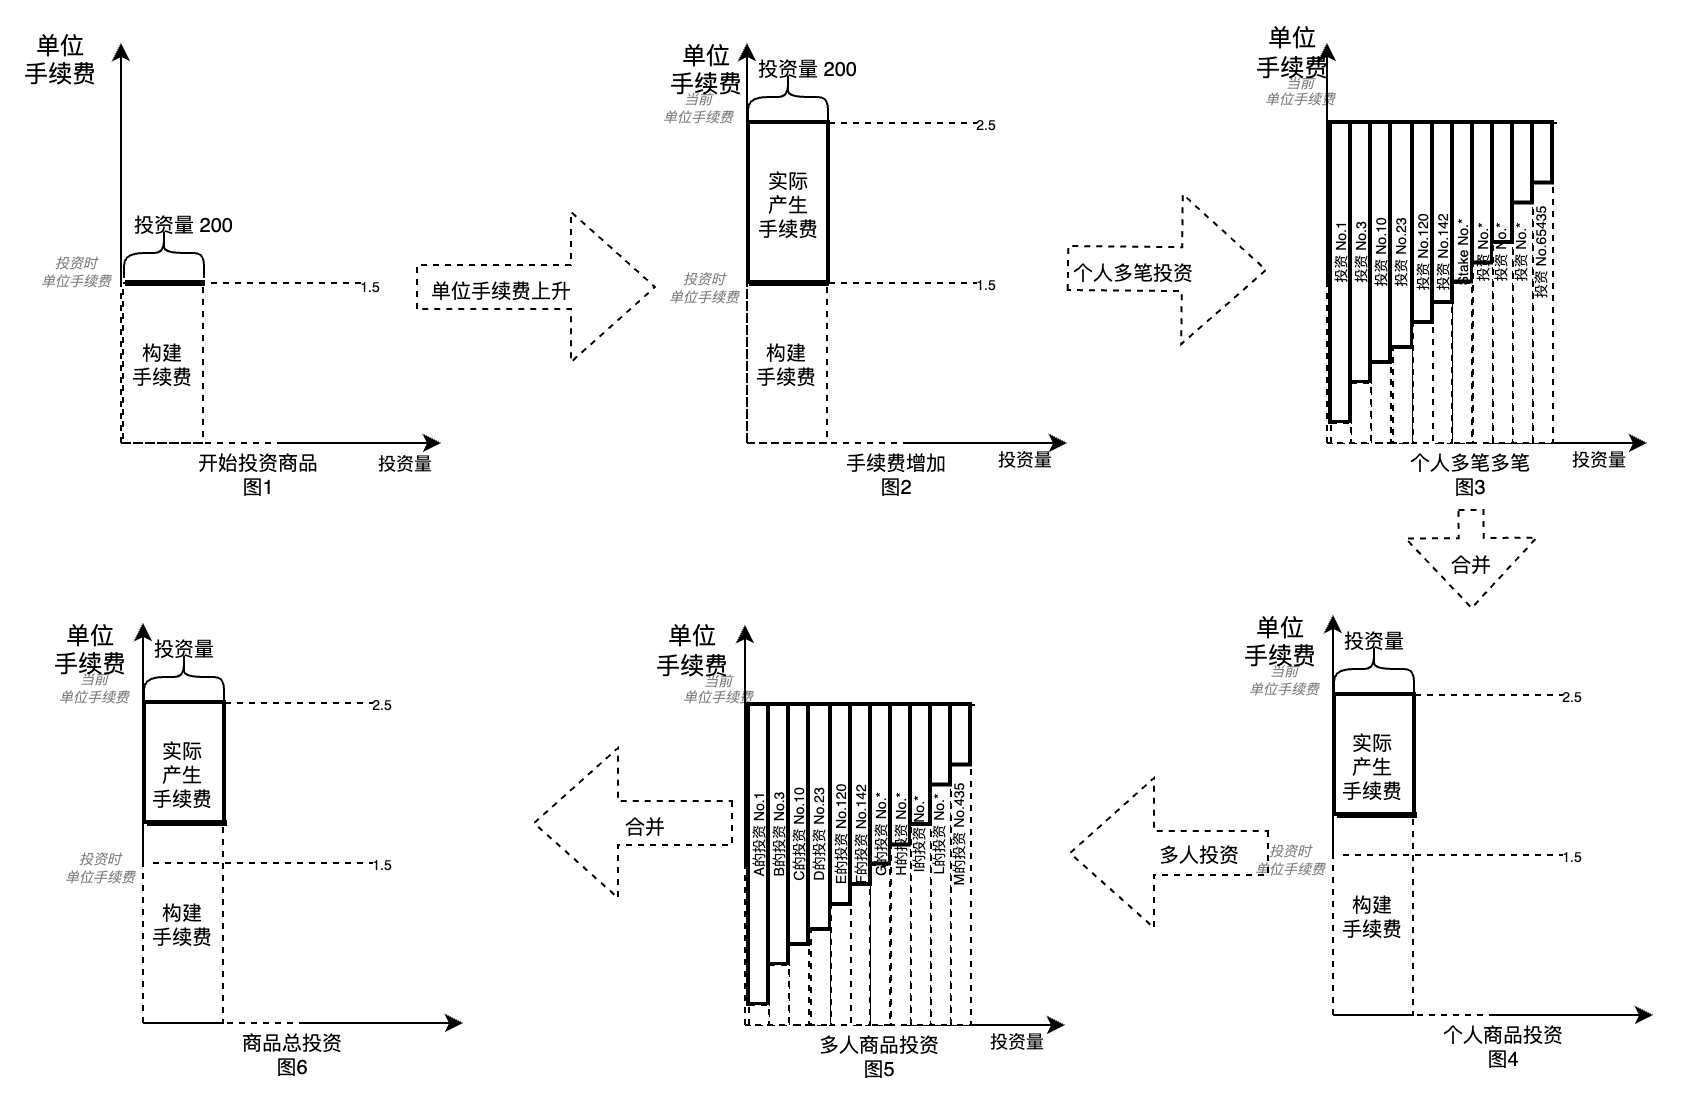 单位
手续费
投资量 200
投资时
单位手续费
1.5
构建
手续费
开始投资商品
图1
投资量
单位手续费上升
单位
手续费
当前
单位手续费
投资量 200
2.5
实际
产生
手续费
投资时
单位手续费
1.5
构建
手续费
手续费增加
图2
投资量
个人多笔投资
单位
手续费
当前
单位手续费
投资 No.1
投资 No.3
投资 No.10
投资 No.23
投资 No.120
投资 No.142
Stake No.*
投资 No.*
投资 No.*
投资 No.*
投资 No.65435
个人多笔多笔
图3
投资量
合并
单位
手续费
当前
单位手续费
投资量
2.5
实际
产生
手续费
投资时
单位手续费
1.5
构建
手续费
个人商品投资
图4
多人投资
单位
手续费
当前
单位手续费
A的投资 No.1
B的投资 No.3
C的投资 No.10
D的投资 No.23
E的投资 No.120
F的投资 No.142
G的投资 No.*
H的投资 No.*
I的投资 No.*
L的投资 No.*
M的投资 No.435
多人商品投资
图5
投资量
合并
单位
手续费
当前
单位手续费
投资量
2.5
实际
产生
手续费
投资时
单位手续费
1.5
构建
手续费
商品总投资
图6